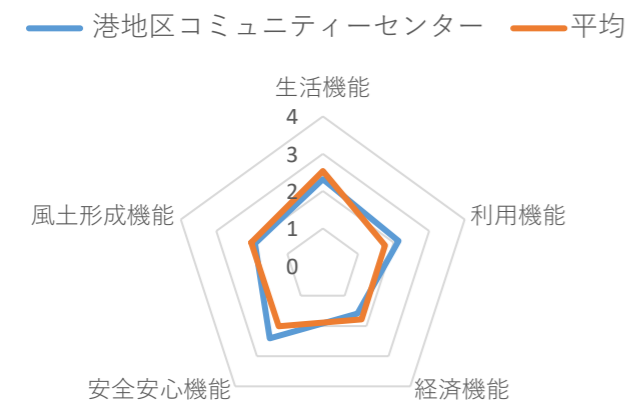 港地区コミュニティーセンター 平均
生活機能
4
3
2
1
0
風土形成機能
利用機能
安全安心機能
経済機能